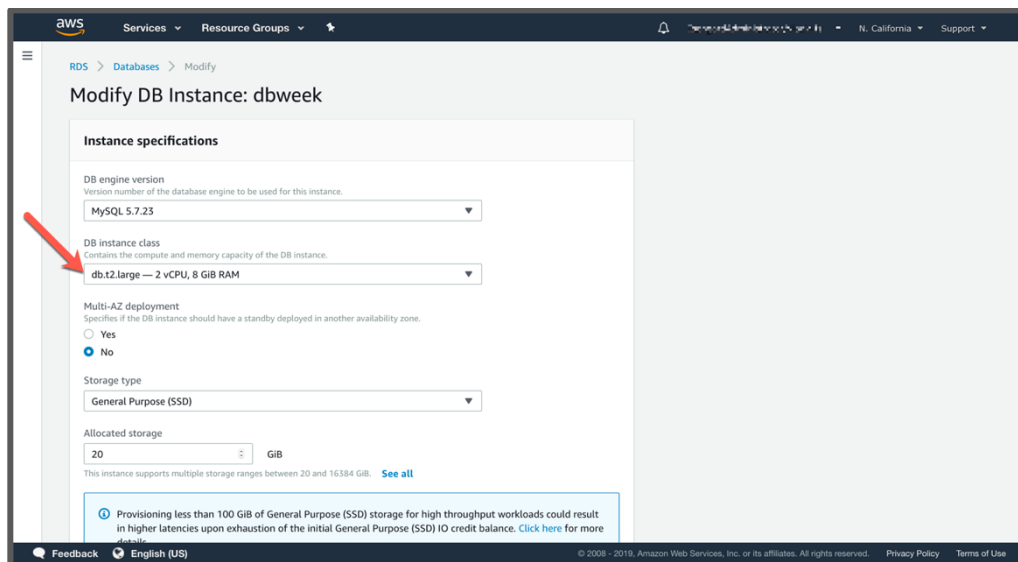 aws Services Resource Groups N. California Support
RDS > Databases > Modify
Modify DB Instance: dbweek
Instance specifications
DB engine version
Version number of the database engine to be used for this instance.
MySQL 5.7.23
DB instance class
Contains the compute and memory capacity of the DB instance.
db.t2.large — 2 vCPU, 8 GiB RAM
Multi-AZ deployment
Specifies if the DB instance should have a standby deployed in another availability zone.
Yes
No
Storage type
General Purpose (SSD)
Allocated storage
20 GiB
This instance supports multiple storage ranges between 20 and 16384 GiB. See all
Provisioning less than 100 GiB of General Purpose (SSD) storage for high throughput workloads could result
in higher latencies upon exhaustion of the initial General Purpose (SSD) IO credit balance. Click here for more
details.
Feedback English (US) © 2008 - 2019, Amazon Web Services, Inc. or its affiliates. All rights reserved. Privacy Policy Terms of Use